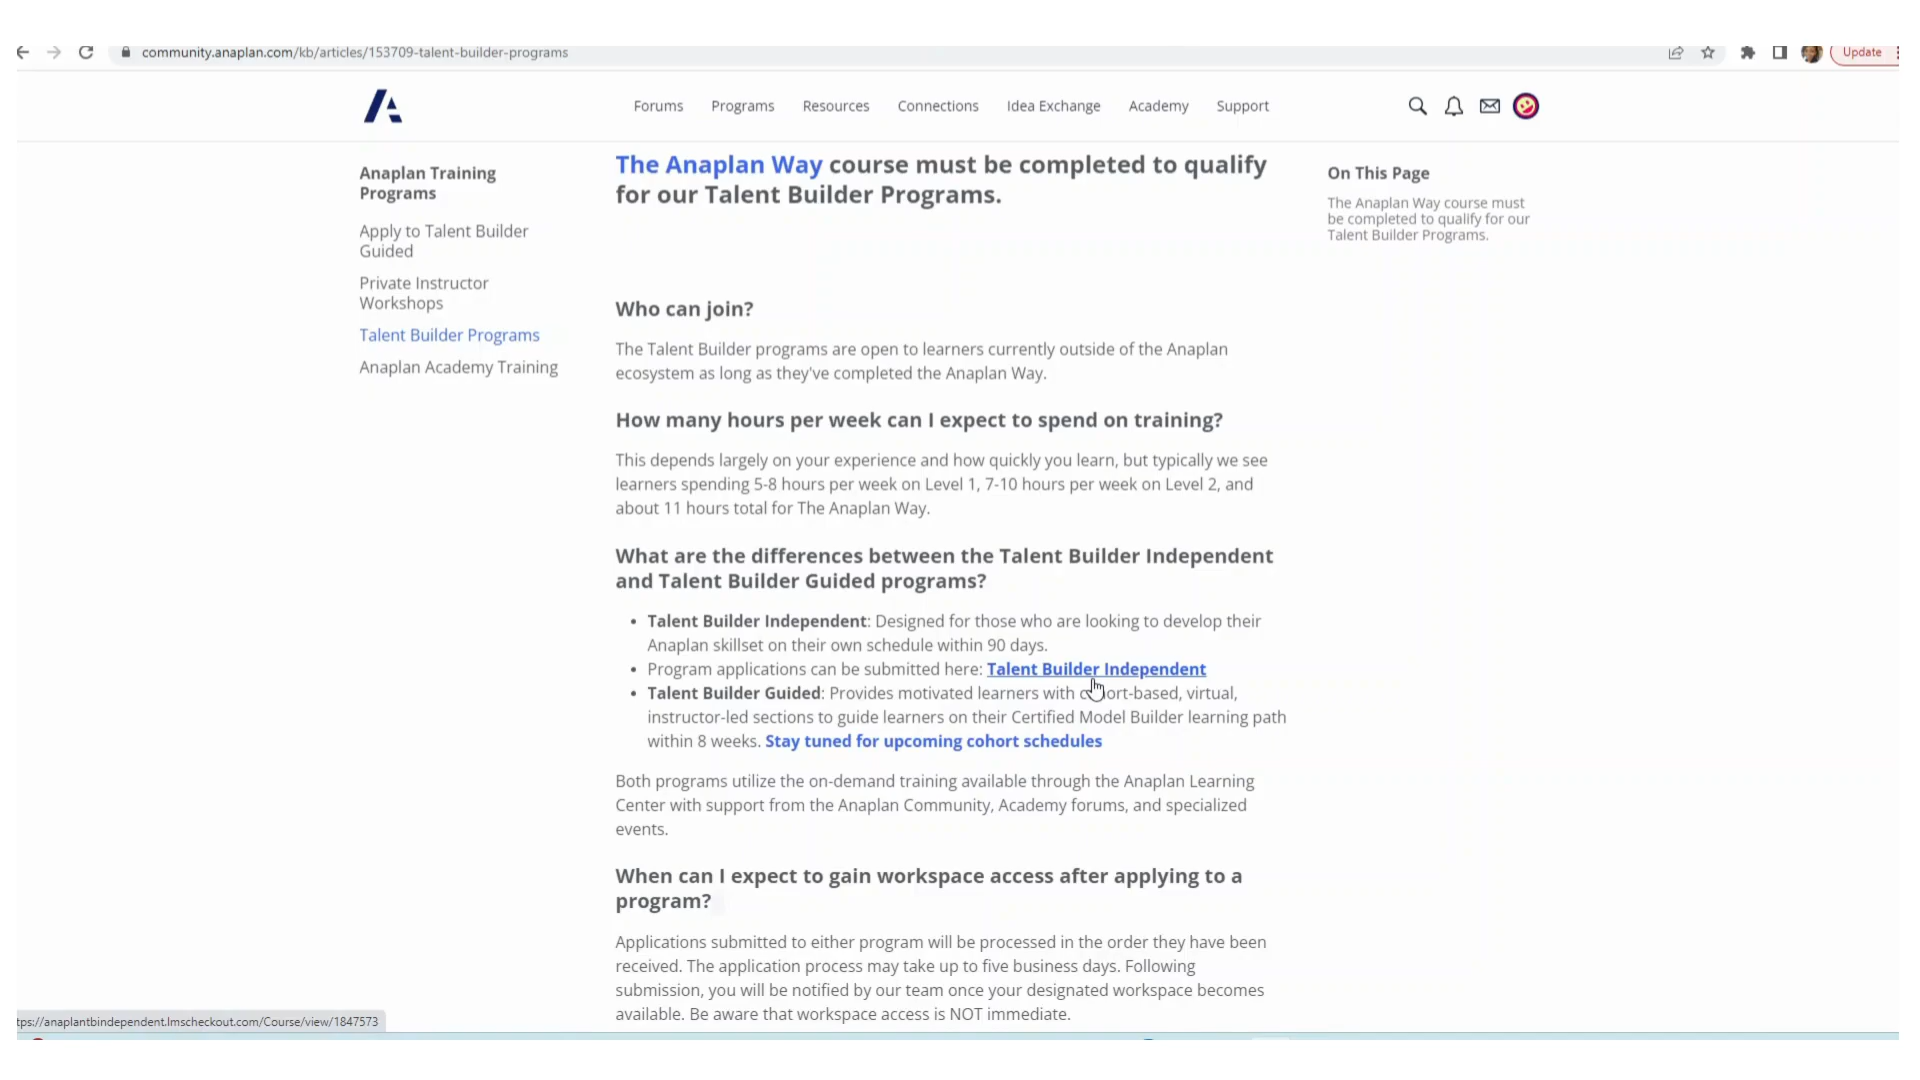 community.anaplan.com/kb/articles/153709-talent-builder-programs
Update
Forums Programs Resources Connections Idea Exchange Academy Support
Anaplan Training
Programs
Apply to Talent Builder
Guided
Private Instructor
Workshops
Talent Builder Programs
Anaplan Academy Training
The Anaplan Way course must be completed to qualify
for our Talent Builder Programs.
Who can join?
The Talent Builder programs are open to learners currently outside of the Anaplan
ecosystem as long as they've completed the Anaplan Way.
How many hours per week can I expect to spend on training?
This depends largely on your experience and how quickly you learn, but typically we see
learners spending 5-8 hours per week on Level 1, 7-10 hours per week on Level 2, and
about 11 hours total for The Anaplan Way.
What are the differences between the Talent Builder Independent
and Talent Builder Guided programs?
• Talent Builder Independent: Designed for those who are looking to develop their
Anaplan skillset on their own schedule within 90 days.
• Program applications can be submitted here: Talent Builder Independent
• Talent Builder Guided: Provides motivated learners with cohort-based, virtual,
instructor-led sections to guide learners on their Certified Model Builder learning path
within 8 weeks. Stay tuned for upcoming cohort schedules
Both programs utilize the on-demand training available through the Anaplan Learning
Center with support from the Anaplan Community, Academy forums, and specialized
events.
When can I expect to gain workspace access after applying to a
program?
Applications submitted to either program will be processed in the order they have been
received. The application process may take up to five business days. Following
submission, you will be notified by our team once your designated workspace becomes
available. Be aware that workspace access is NOT immediate.
On This Page
The Anaplan Way course must
be completed to qualify for our
Talent Builder Programs.
tps://anaplantbindependent.lmscheckout.com/Course/view/1847573